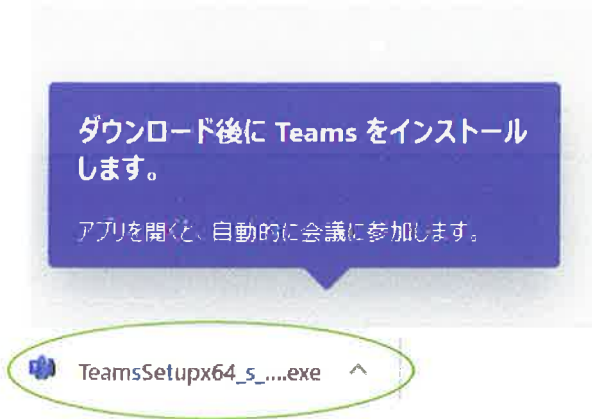 ダウンロード後に Teams をインストール
します。
アプリを開くと、自動的に会議に参加します。
TeamsSetupx64_s_....exe